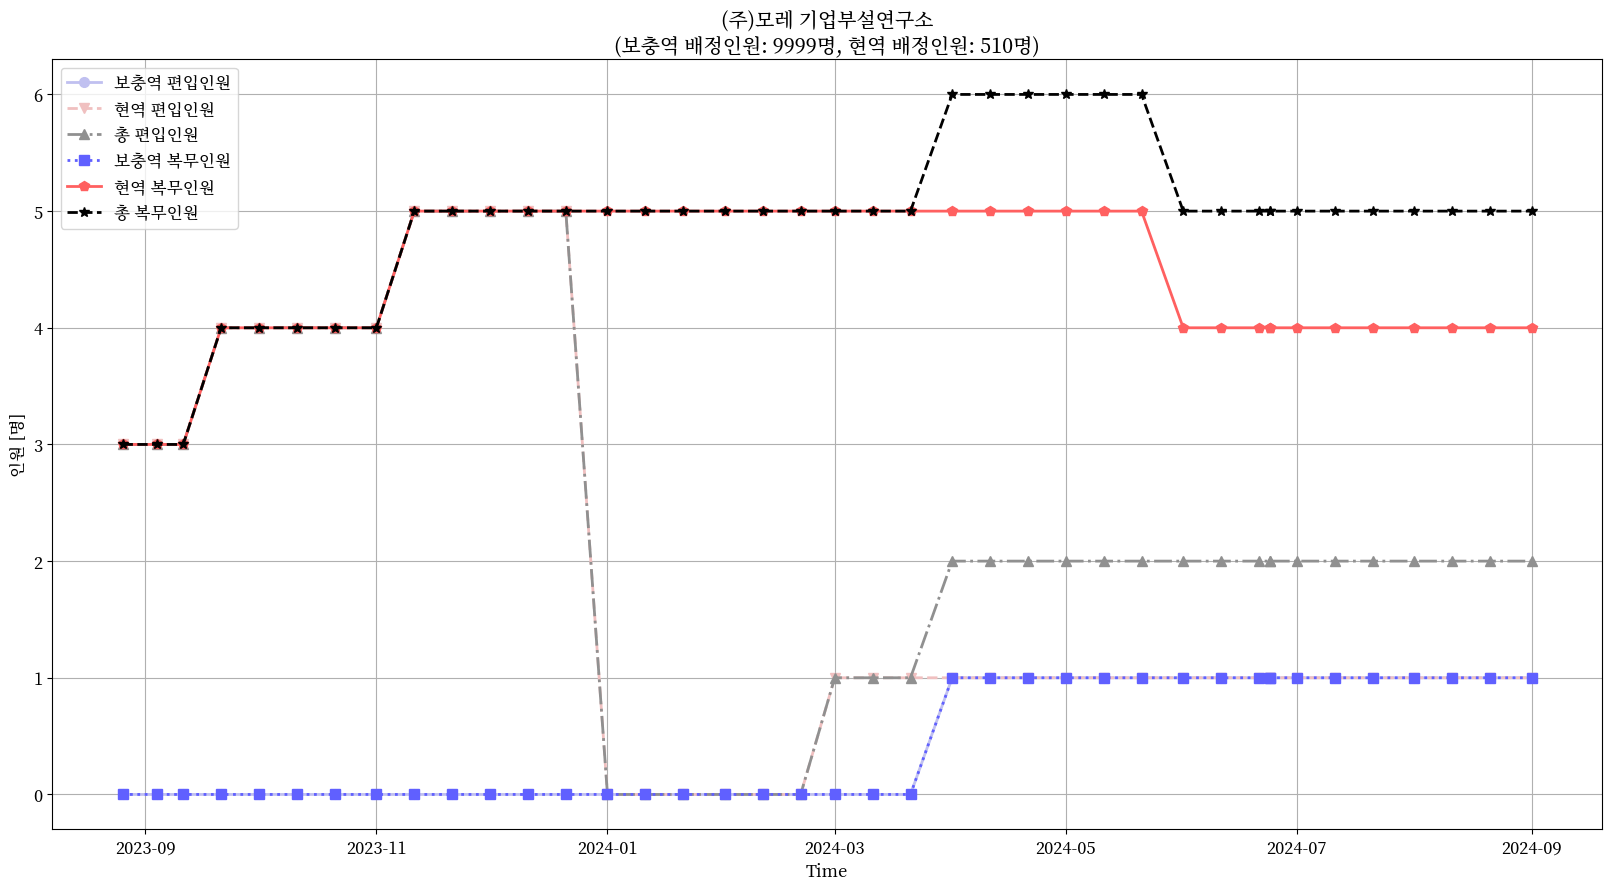 (주)모레 기업부설연구소
(보충역 배정인원: 9999명, 현역 배정인원: 510명)
보충역 편입인원
현역 편입인원
총 편입인원
보충역 복무인원
현역 복무인원
총 복무인원
인원 [명]
6
5
4
3
2
1
0
2023-09
2023-11
2024-01
2024-03
2024-05
2024-07
2024-09
Time